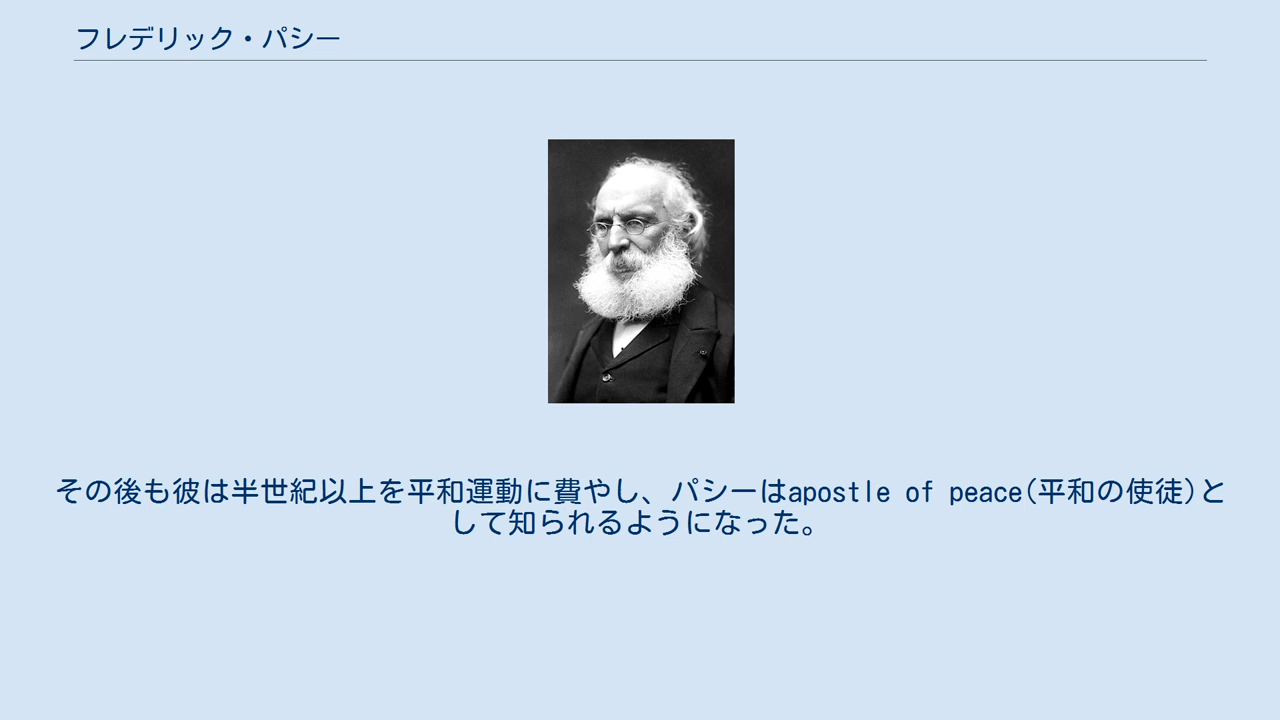 フレデリック・パシー
その後も彼は半世紀以上を平和運動に費やし、パシーはapostle of peace(平和の使徒)と
して知られるようになった。